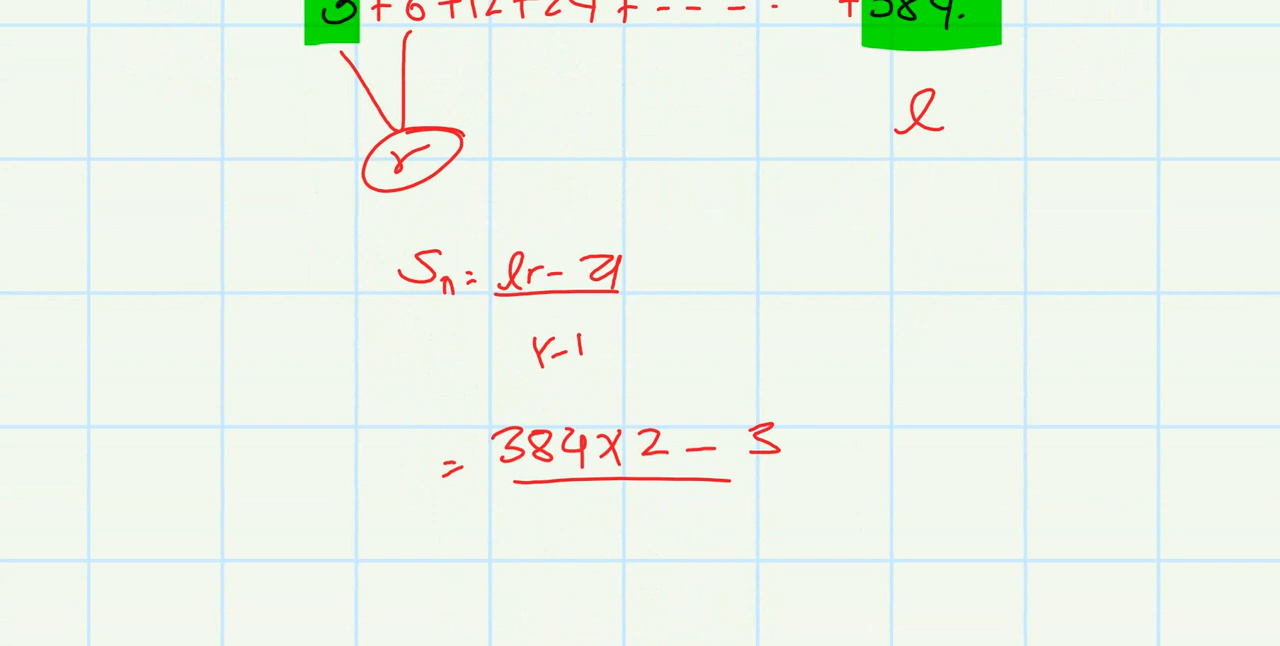 3 + 6 + 12 + 24 + - - - - . + 384.
l
r
Sn = lr - a
r-1
= 384 x 2 - 3